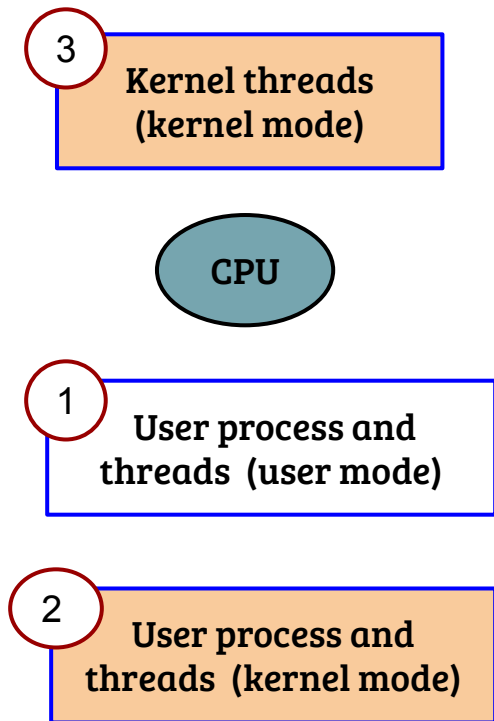 3
Kernel threads
(kernel mode)
CPU
1
User process and
threads (user mode)
2
User process and
threads (kernel mode)